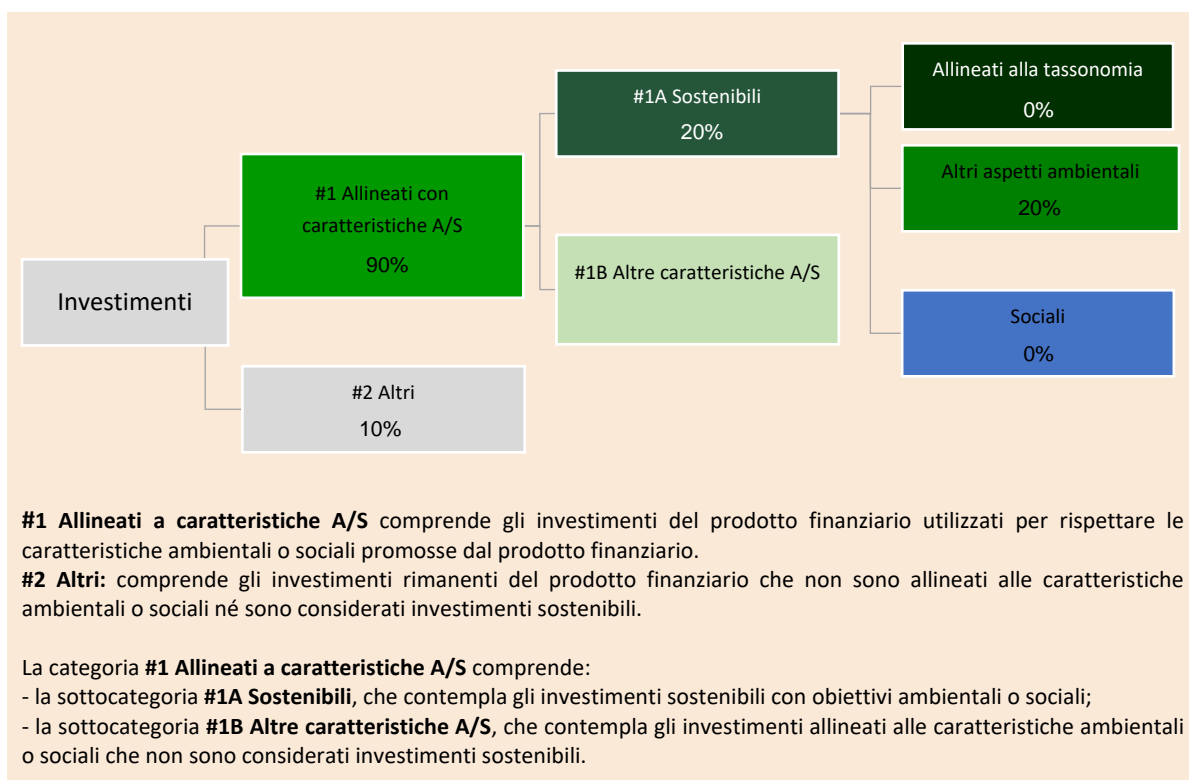 Allineati alla tassonomia
0%
#1A Sostenibili
20%
Altri aspetti ambientali
20%
#1 Allineati con
caratteristiche A/S
90%
#1B Altre caratteristiche A/S
Investimenti
Sociali
0%
#2 Altri
10%
#1 Allineati a caratteristiche A/S comprende gli investimenti del prodotto finanziario utilizzati per rispettare le
caratteristiche ambientali o sociali promosse dal prodotto finanziario.
#2 Altri: comprende gli investimenti rimanenti del prodotto finanziario che non sono allineati alle caratteristiche
ambientali o sociali né sono considerati investimenti sostenibili.
La categoria #1 Allineati a caratteristiche A/S comprende:
- la sottocategoria #1A Sostenibili, che contempla gli investimenti sostenibili con obiettivi ambientali o sociali;
- la sottocategoria #1B Altre caratteristiche A/S, che contempla gli investimenti allineati alle caratteristiche ambientali
o sociali che non sono considerati investimenti sostenibili.